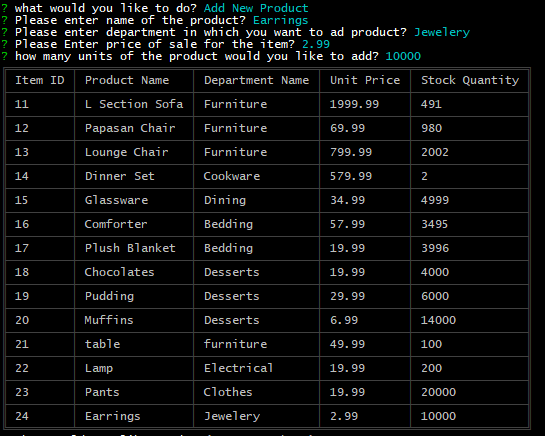 ? what would you like to do? Add New Product
? Please enter name of the product? Earrings
? Please enter department in which you want to ad product? Jewelery
? Please Enter price of sale for the item? 2.99
? how many units of the product would you like to add? 10000
Item ID Product Name Department Name Unit Price Stock Quantity
11 L Section Sofa Furniture 1999.99 491
12 Papasan Chair Furniture 69.99 980
13 Lounge Chair Furniture 799.99 2002
14 Dinner Set Cookware 579.99 2
15 Glassware Dining 34.99 4999
16 Comforter Bedding 57.99 3495
17 Plush Blanket Bedding 19.99 3996
18 Chocolates Desserts 19.99 4000
19 Pudding Desserts 29.99 6000
20 Muffins Desserts 6.99 14000
21 table furniture 49.99 100
22 Lamp Electrical 19.99 200
23 Pants Clothes 19.99 20000
24 Earrings Jewelery 2.99 10000